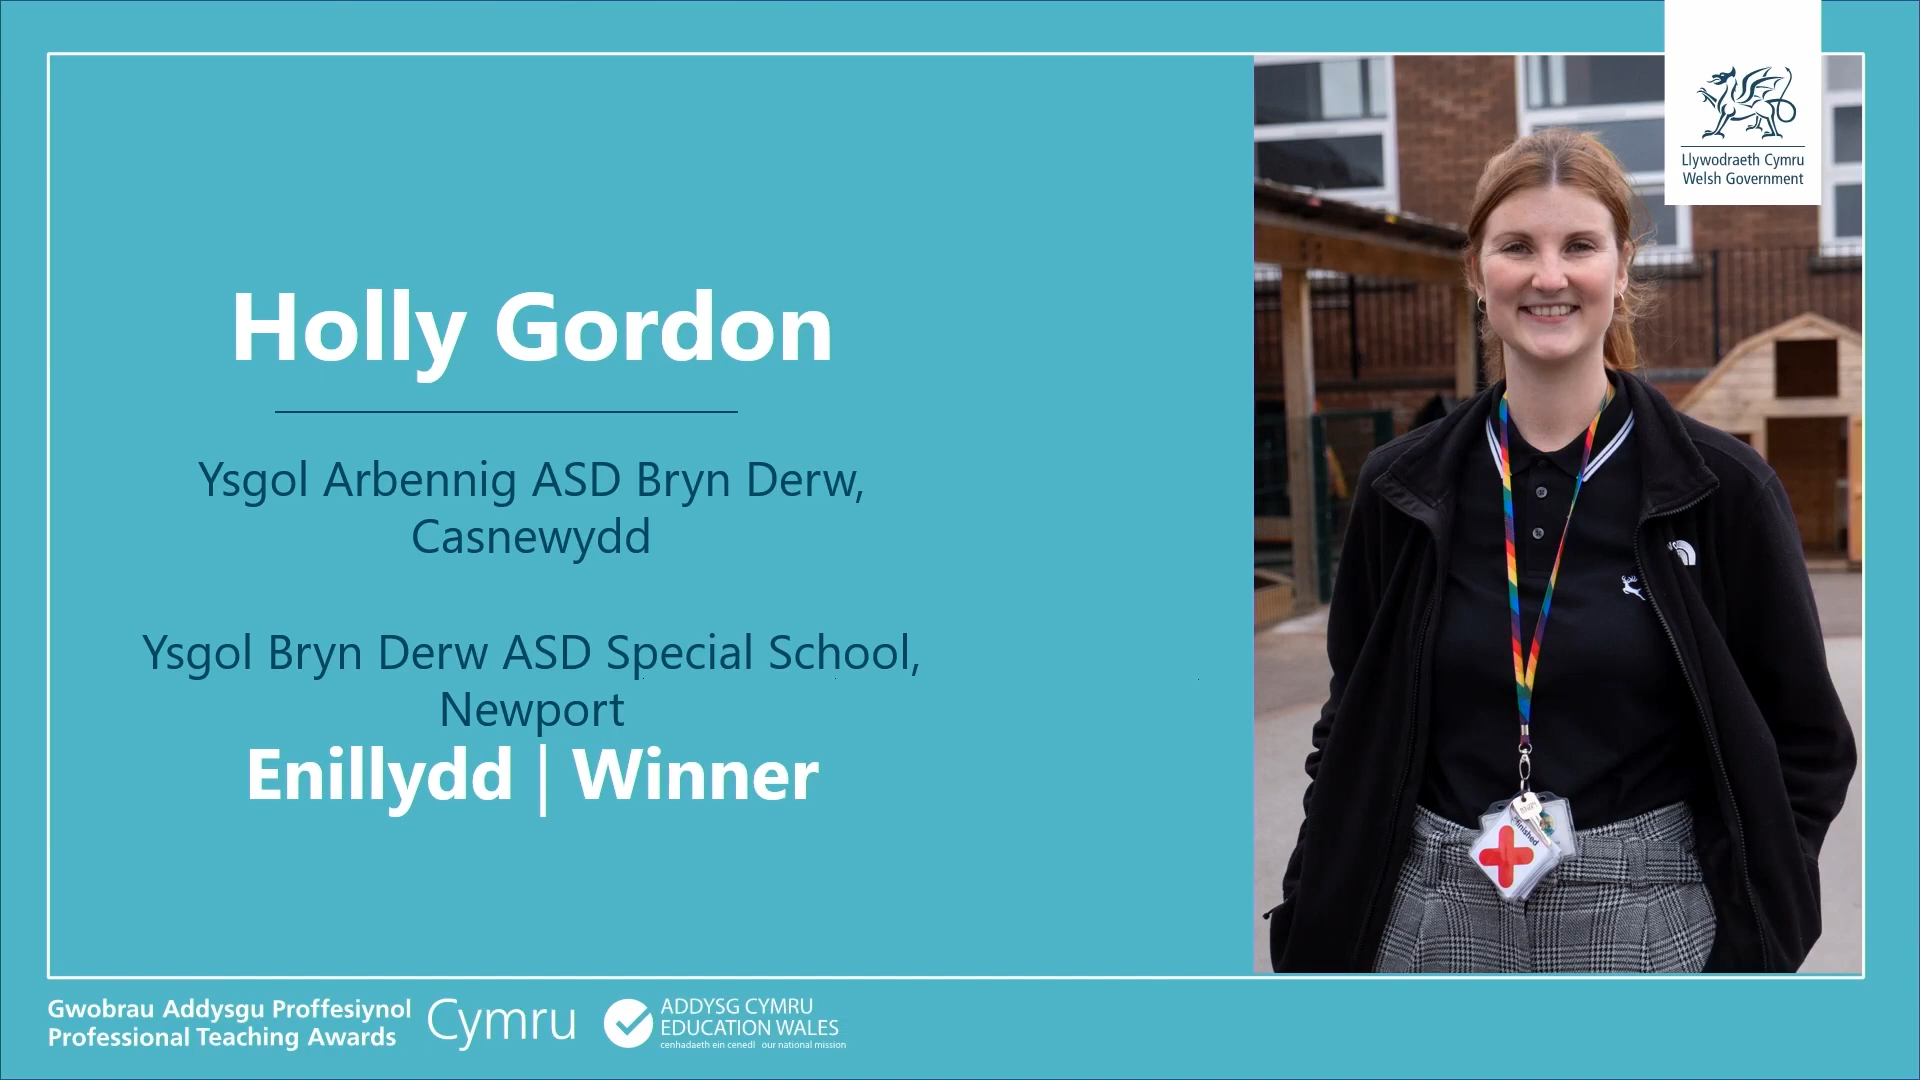 Llywodraeth Cymru
Welsh Government
Holly Gordon
Ysgol Arbennig ASD Bryn Derw,
Casnewydd
Ysgol Bryn Derw ASD Special School,
Newport
Enillydd | Winner
finished
Gwobrau Addysgu Proffesiynol
Professional Teaching Awards
Cymru
ADDYSG CYMRU
EDUCATION WALES
cenhadaeth ein cenedl our national mission